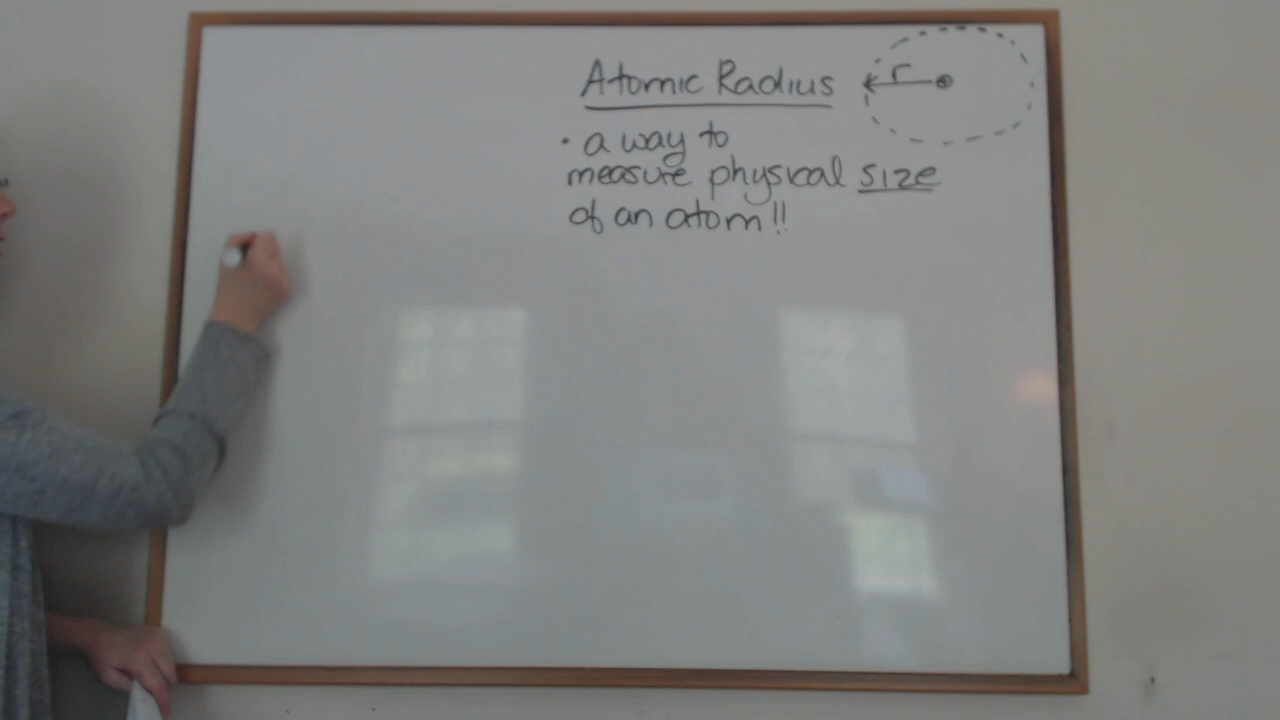 Atomic Radius
r
• a way to
measure physical size
of an atom!!